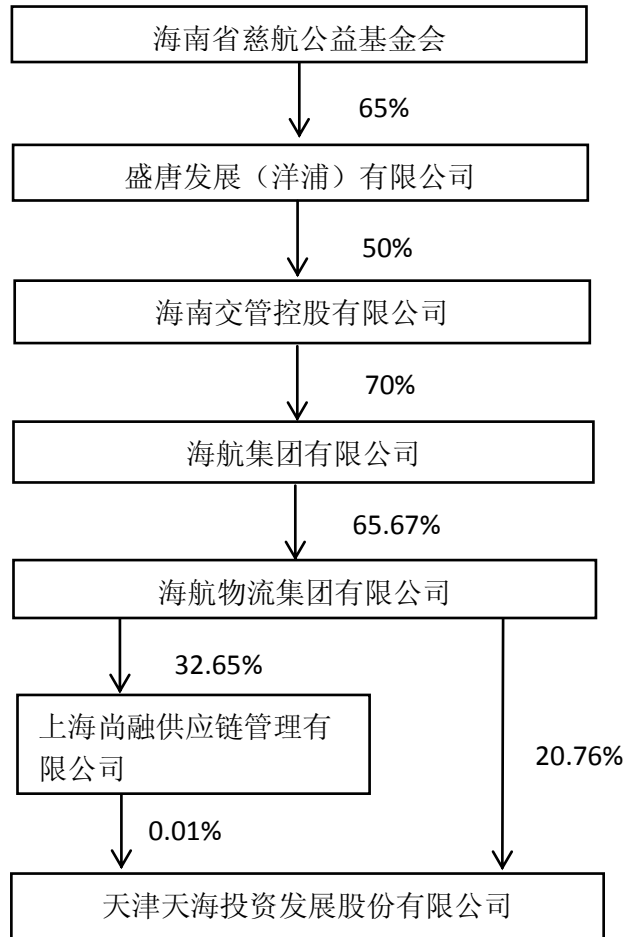 海南省慈航公益基金会
65%
盛唐发展（洋浦）有限公司
50%
海南交管控股有限公司
70%
海航集团有限公司
65.67%
海航物流集团有限公司
32.65%
上海尚融供应链管理有
限公司
20.76%
0.01%
天津天海投资发展股份有限公司